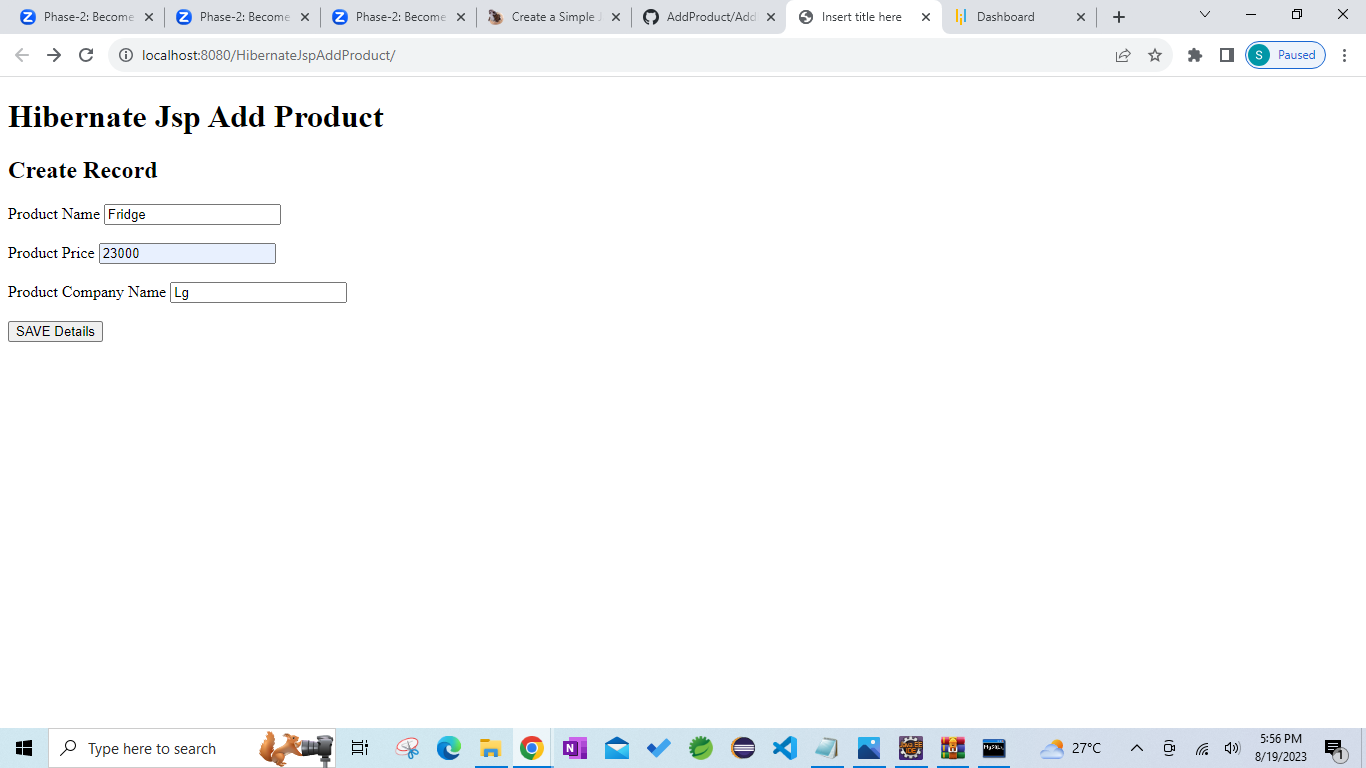 Phase-2: Become
Phase-2: Become
Phase-2: Become
Create a Simple J
AddProduct/Add
Insert title here
Dashboard
localhost:8080/HibernateJspAddProduct/
S Paused
Hibernate Jsp Add Product
Create Record
Product Name Fridge
Product Price 23000
Product Company Name Lg
SAVE Details
Type here to search
27°C
5:56 PM
8/19/2023
1